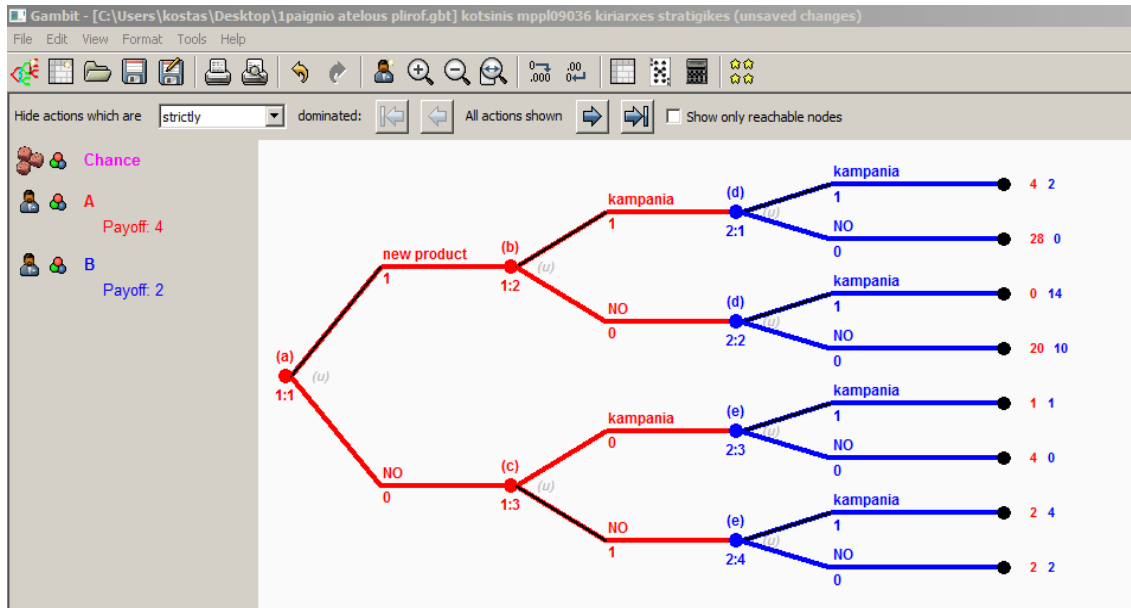 Gambit - [C:\Users\kostas\Desktop\1paignio atelous plirof.gbt] kotsinis mppl09036 kiriarxes stratigikes (unsaved changes)
File Edit View Format Tools Help
0 .000 .00 0
Hide actions which are strictly dominated: All actions shown Show only reachable nodes
Chance
A
Payoff: 4
B
Payoff: 2
(a)
1:1
(u)
new product
1
NO
0
(b)
1:2
(u)
kampania
1
NO
0
(c)
1:3
(u)
kampania
0
NO
1
(d)
2:1
(u)
kampania
1
4 2
NO
0
28 0
(d)
2:2
(u)
kampania
1
0 14
NO
0
20 10
(e)
2:3
(u)
kampania
1
1 1
NO
0
4 0
(e)
2:4
(u)
kampania
1
2 4
NO
0
2 2